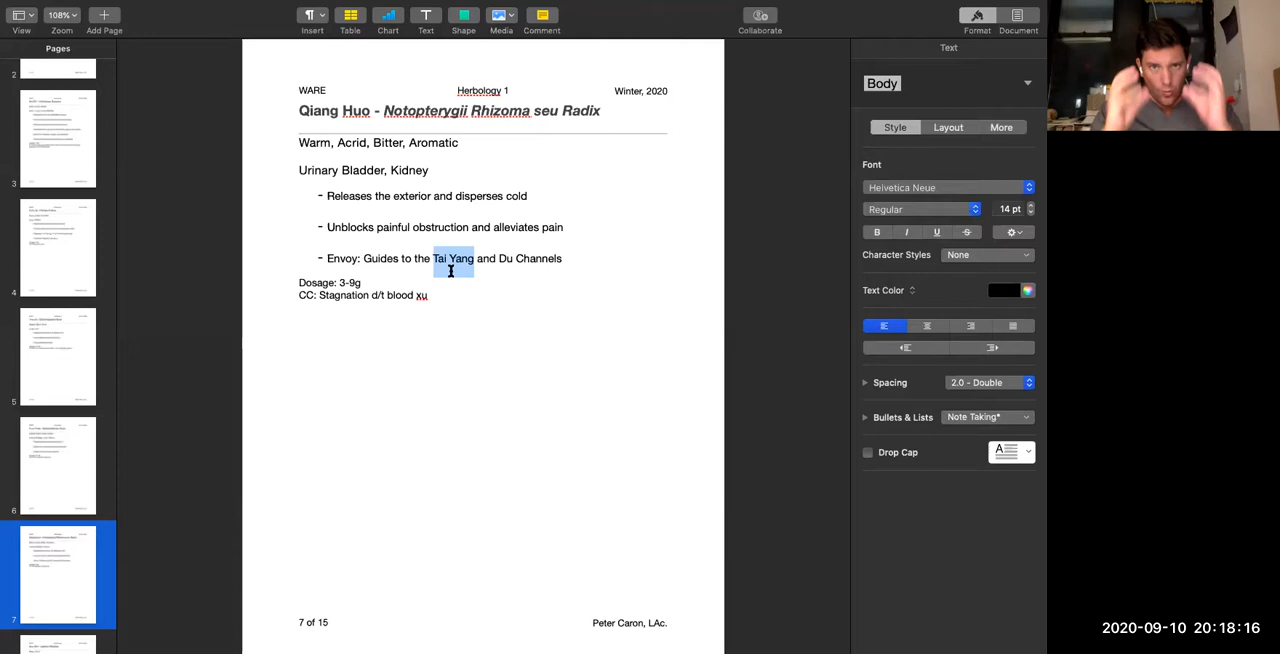 108%
View
Zoom
Add Page
Insert
Table
Chart
Text
Shape
Media
Comment
Collaborate
Format
Document
Pages
Text
2
3
4
5
6
7
WARE Herbology 1 Winter, 2020
Qiang Huo - Notopterygii Rhizoma seu Radix
Warm, Acrid, Bitter, Aromatic
Urinary Bladder, Kidney
- Releases the exterior and disperses cold
- Unblocks painful obstruction and alleviates pain
- Envoy: Guides to the Tai Yang and Du Channels
Dosage: 3-9g
CC: Stagnation d/t blood xu
7 of 15 Peter Caron, LAc.
Body
Style Layout More
Font
Helvetica Neue
Regular 14 pt
B I U S
Character Styles None
Text Color
Spacing 2.0 - Double
Bullets & Lists Note Taking*
Drop Cap
A
2020-09-10 20:18:16